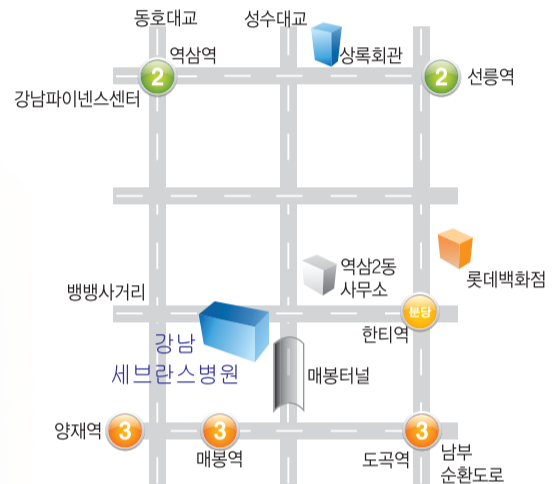 동호대교
성수대교
역삼역
상록회관
2
2
선릉역
강남파이넨스센터
역삼2동
사무소
롯데백화점
뱅뱅사거리
분당
한티역
강남
세브란스병원
매봉터널
양재역
3
3
3
매봉역
도곡역
남부
순환도로